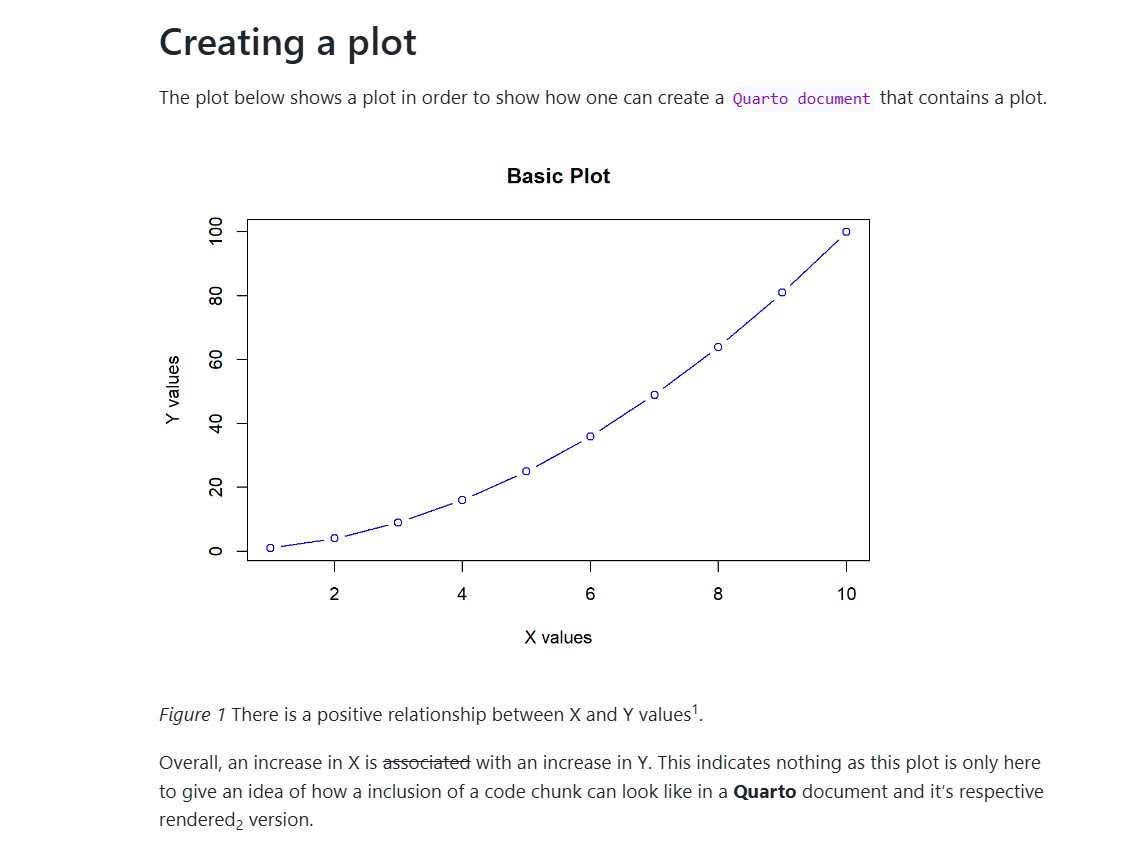 Creating a plot
The plot below shows a plot in order to show how one can create a Quarto document that contains a plot.
Basic Plot
100
80
60
40
20
0
Y values
2 4 6 8 10
X values
Figure 1 There is a positive relationship between X and Y values¹.
Overall, an increase in X is associated with an increase in Y. This indicates nothing as this plot is only here
to give an idea of how a inclusion of a code chunk can look like in a Quarto document and it's respective
rendered₂ version.